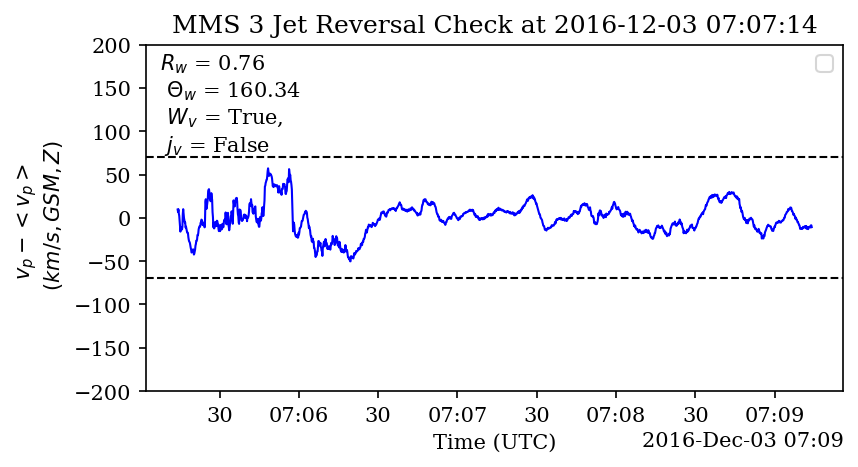 MMS 3 Jet Reversal Check at 2016-12-03 07:07:14
R_w = 0.76
Θ_w = 160.34
W_v = True,
j_v = False
200
150
100
50
0
−50
−100
−150
−200
v_p − < v_p >
(km/s, GSM, Z)
30 07:06 30 07:07 30 07:08 30 07:09
Time (UTC)
2016-Dec-03 07:09